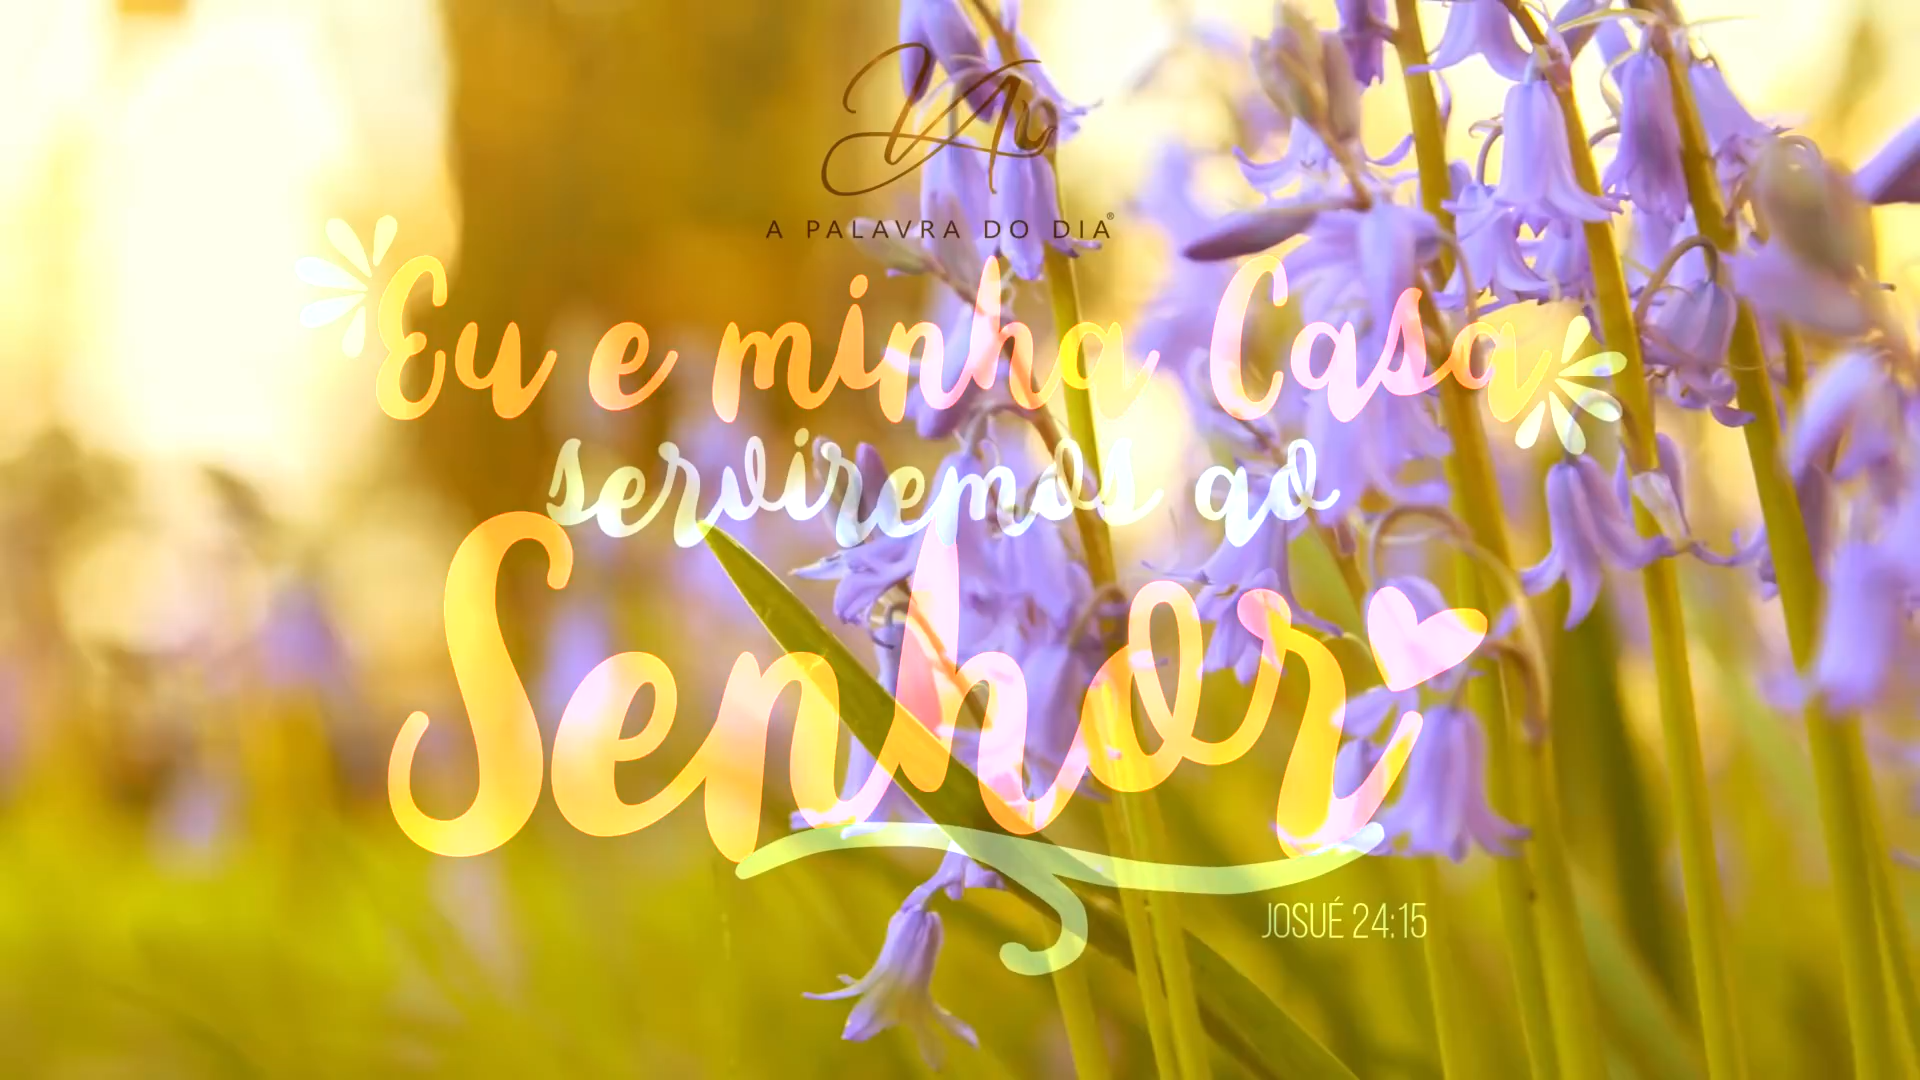 A PALAVRA DO DIA®
Eu e minha Casa
serviremos ao
Senhor
JOSUÉ 24:15